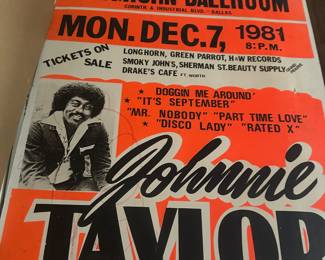 BALLROOM
CORINTH & INDUSTRIAL BLVD., DALLAS
MON. DEC. 7, 1981
8: P.M.
TICKETS ON SALE
LONGHORN, GREEN PARROT, H&W RECORDS
SMOKY JOHN'S, SHERMAN ST. BEAUTY SUPPLY
DRAKE'S CAFE FT. WORTH
★ DOGGIN ME AROUND"
★ "IT'S SEPTEMBER"
"MR. NOBODY" "PART TIME LOVE"
★ "DISCO LADY" "RATED X"
Johnnie
TAYLOR